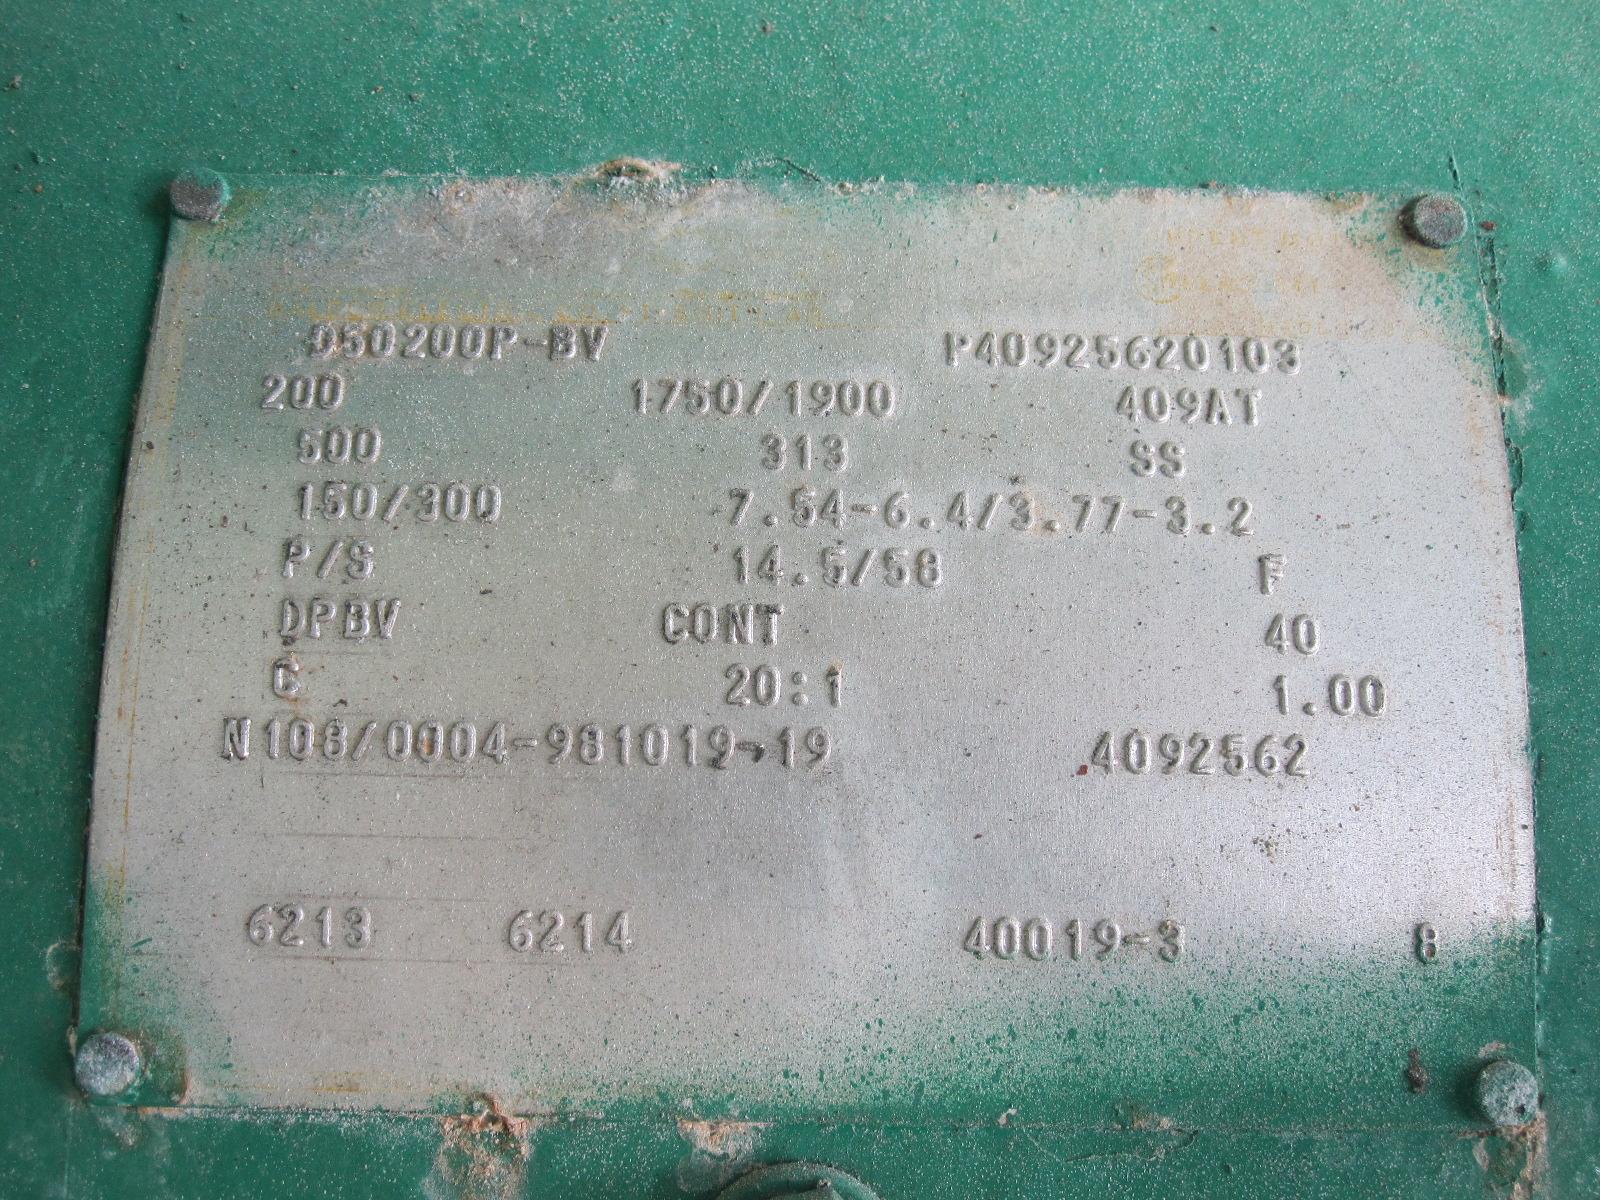 D50200P-BV P40925620103
200 1750/1900 409AT
500 313 SS
150/300 7.54-6.4/3.77-3.2
P/S 14.5/58 F
DPBV CONT 40
C 20:1 1.00
N108/0004-981019-19 4092562
6213 6214 40019-3 8